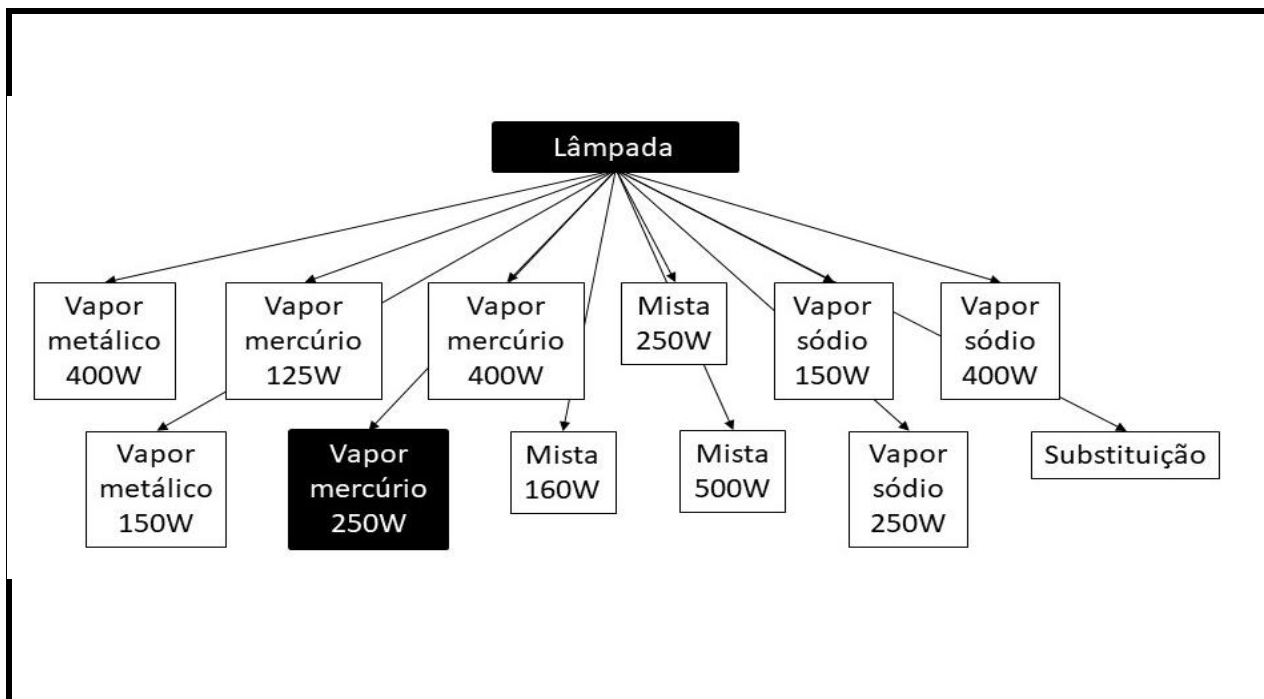 Lâmpada
Vapor
metálico
400W
Vapor
mercúrio
125W
Vapor
mercúrio
400W
Mista
250W
Vapor
sódio
150W
Vapor
sódio
400W
Vapor
metálico
150W
Vapor
mercúrio
250W
Mista
160W
Mista
500W
Vapor
sódio
250W
Substituição